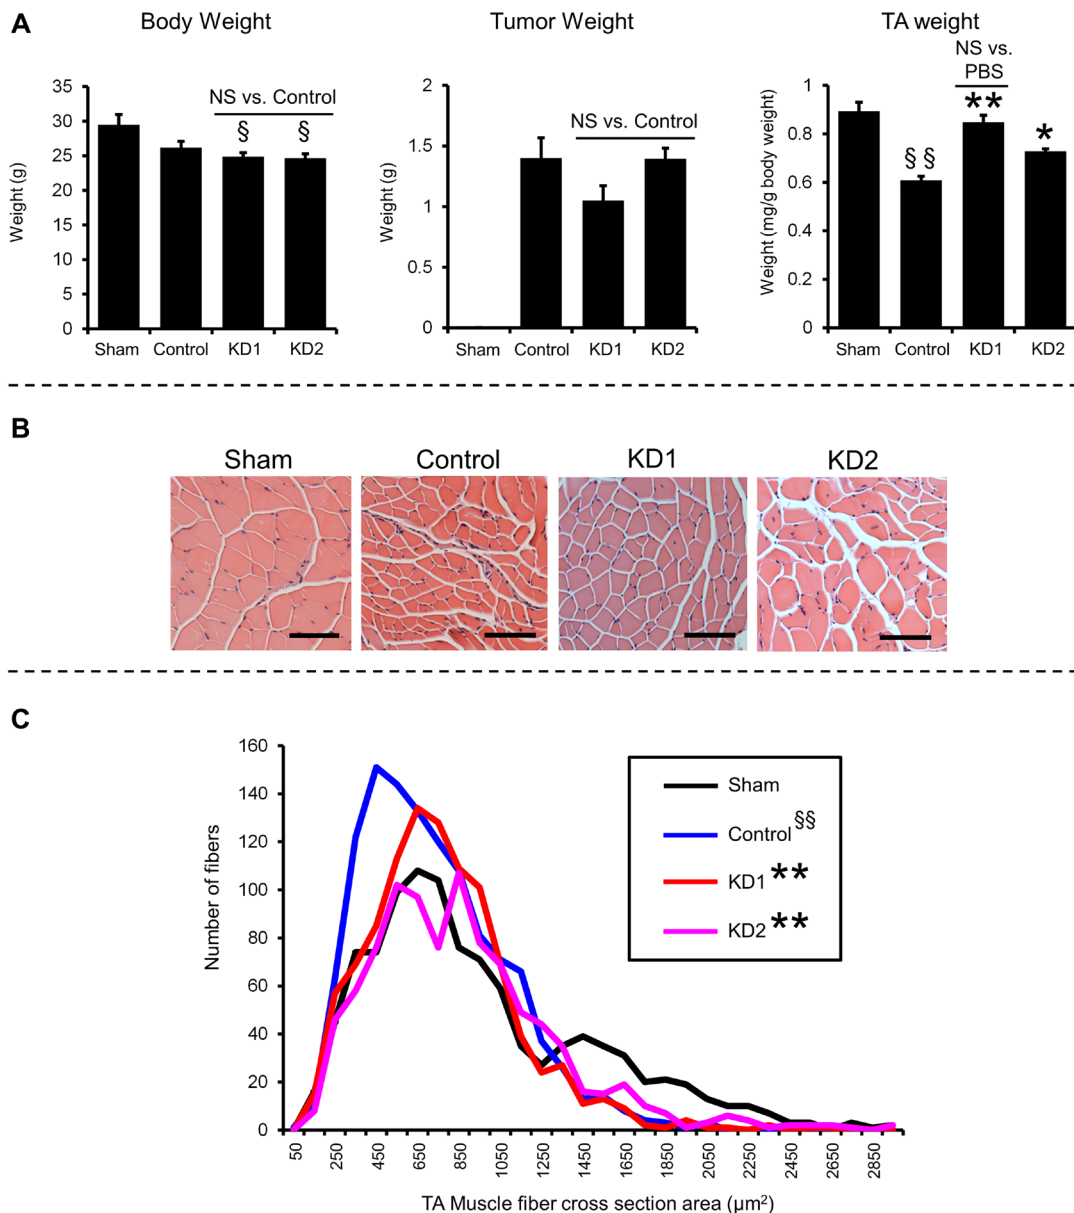 A
Body Weight
Tumor Weight
TA weight
Weight (g)
35
30
25
20
15
10
5
0
NS vs. Control
§
§
Sham
Control
KD1
KD2
Weight (g)
2
1.5
1
0.5
0
NS vs. Control
Sham
Control
KD1
KD2
Weight (mg/g body weight)
1
0.8
0.6
0.4
0.2
0
NS vs.
PBS
§ §
**
*
Sham
Control
KD1
KD2
B
Sham
Control
KD1
KD2
C
Number of fibers
160
140
120
100
80
60
40
20
0
Sham
Control§§
KD1**
KD2**
50
250
450
650
850
1050
1250
1450
1650
1850
2050
2250
2450
2650
2850
TA Muscle fiber cross section area (µm²)